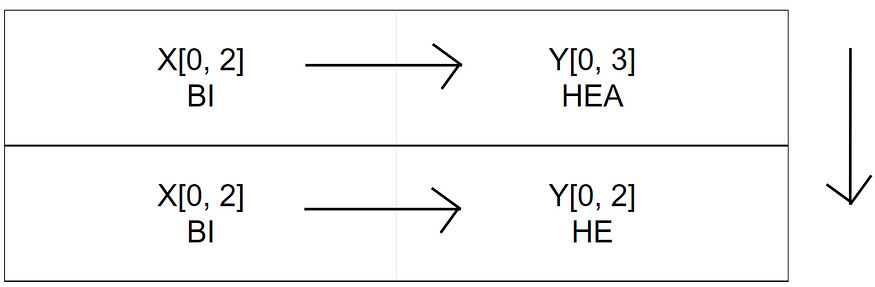 X[0, 2] Y[0, 3]
BI HEA
X[0, 2] Y[0, 2]
BI HE